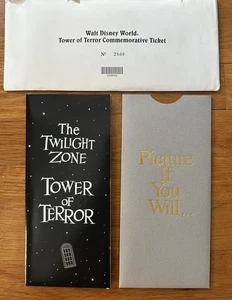 Walt Disney World.
Tower of Terror Commemorative Ticket
Nº 2549
The
TWILIGHT
ZONE
TOWER
OF
TERROR
Picture
If
You
Will...